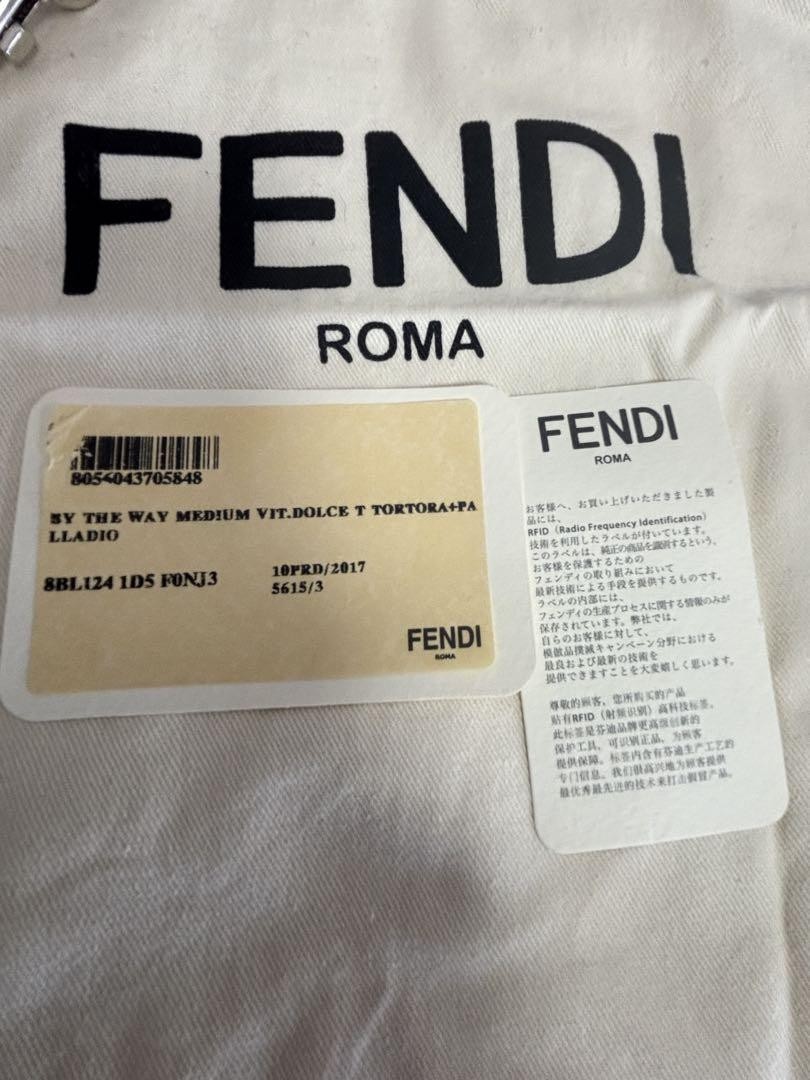 FENDI
ROMA
8054043705848
BY THE WAY MEDIUM VIT.DOLCE T TORTORA+PA
LLADIO
8BL124 1D5 F0NJ3
10PRD/2017
5615/3
FENDI
ROMA
FENDI
ROMA
お客様へ、お買い上げいただきました製
品には、
RFID（Radio Frequency Identification）
技術を利用したラベルが付いています。
このラベルは、純正の商品を識別するという、
お客様を保護するための
フェンディの取り組みにおいて
最新技術による手段を提供するものです。
ラベルの内部には、
フェンディの生産プロセスに関する情報のみが
保存されています。弊社では、
自らのお客様に対して、
模倣品撲滅キャンペーン分野における
最良および最新の技術を
提供できますことを大変嬉しく思います。
尊敬的顾客，您所购买的产品
贴有RFID（射频识别）高科技标签。
此标签是芬迪品牌更高级创新的
保护工具，可识别正品，为顾客
提供保障。标签内含有芬迪生产工艺的
专门信息。我们很高兴地为顾客提供
最优秀最先进的技术来打击假冒产品。